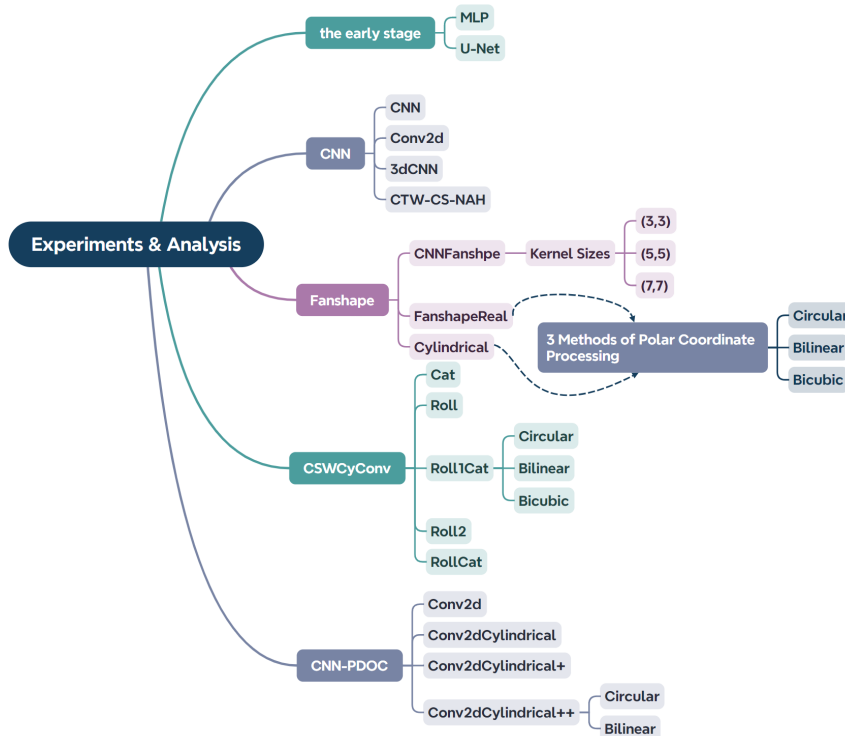 the early stage
MLP
U-Net
CNN
CNN
Conv2d
3dCNN
CTW-CS-NAH
Experiments & Analysis
Fanshape
CNNFanshpe
Kernel Sizes
(3,3)
(5,5)
(7,7)
FanshapeReal
Cylindrical
3 Methods of Polar Coordinate
Processing
Circular
Bilinear
Bicubic
CSWCyConv
Cat
Roll
Roll1Cat
Circular
Bilinear
Bicubic
Roll2
RollCat
CNN-PDOC
Conv2d
Conv2dCylindrical
Conv2dCylindrical+
Conv2dCylindrical++
Circular
Bilinear